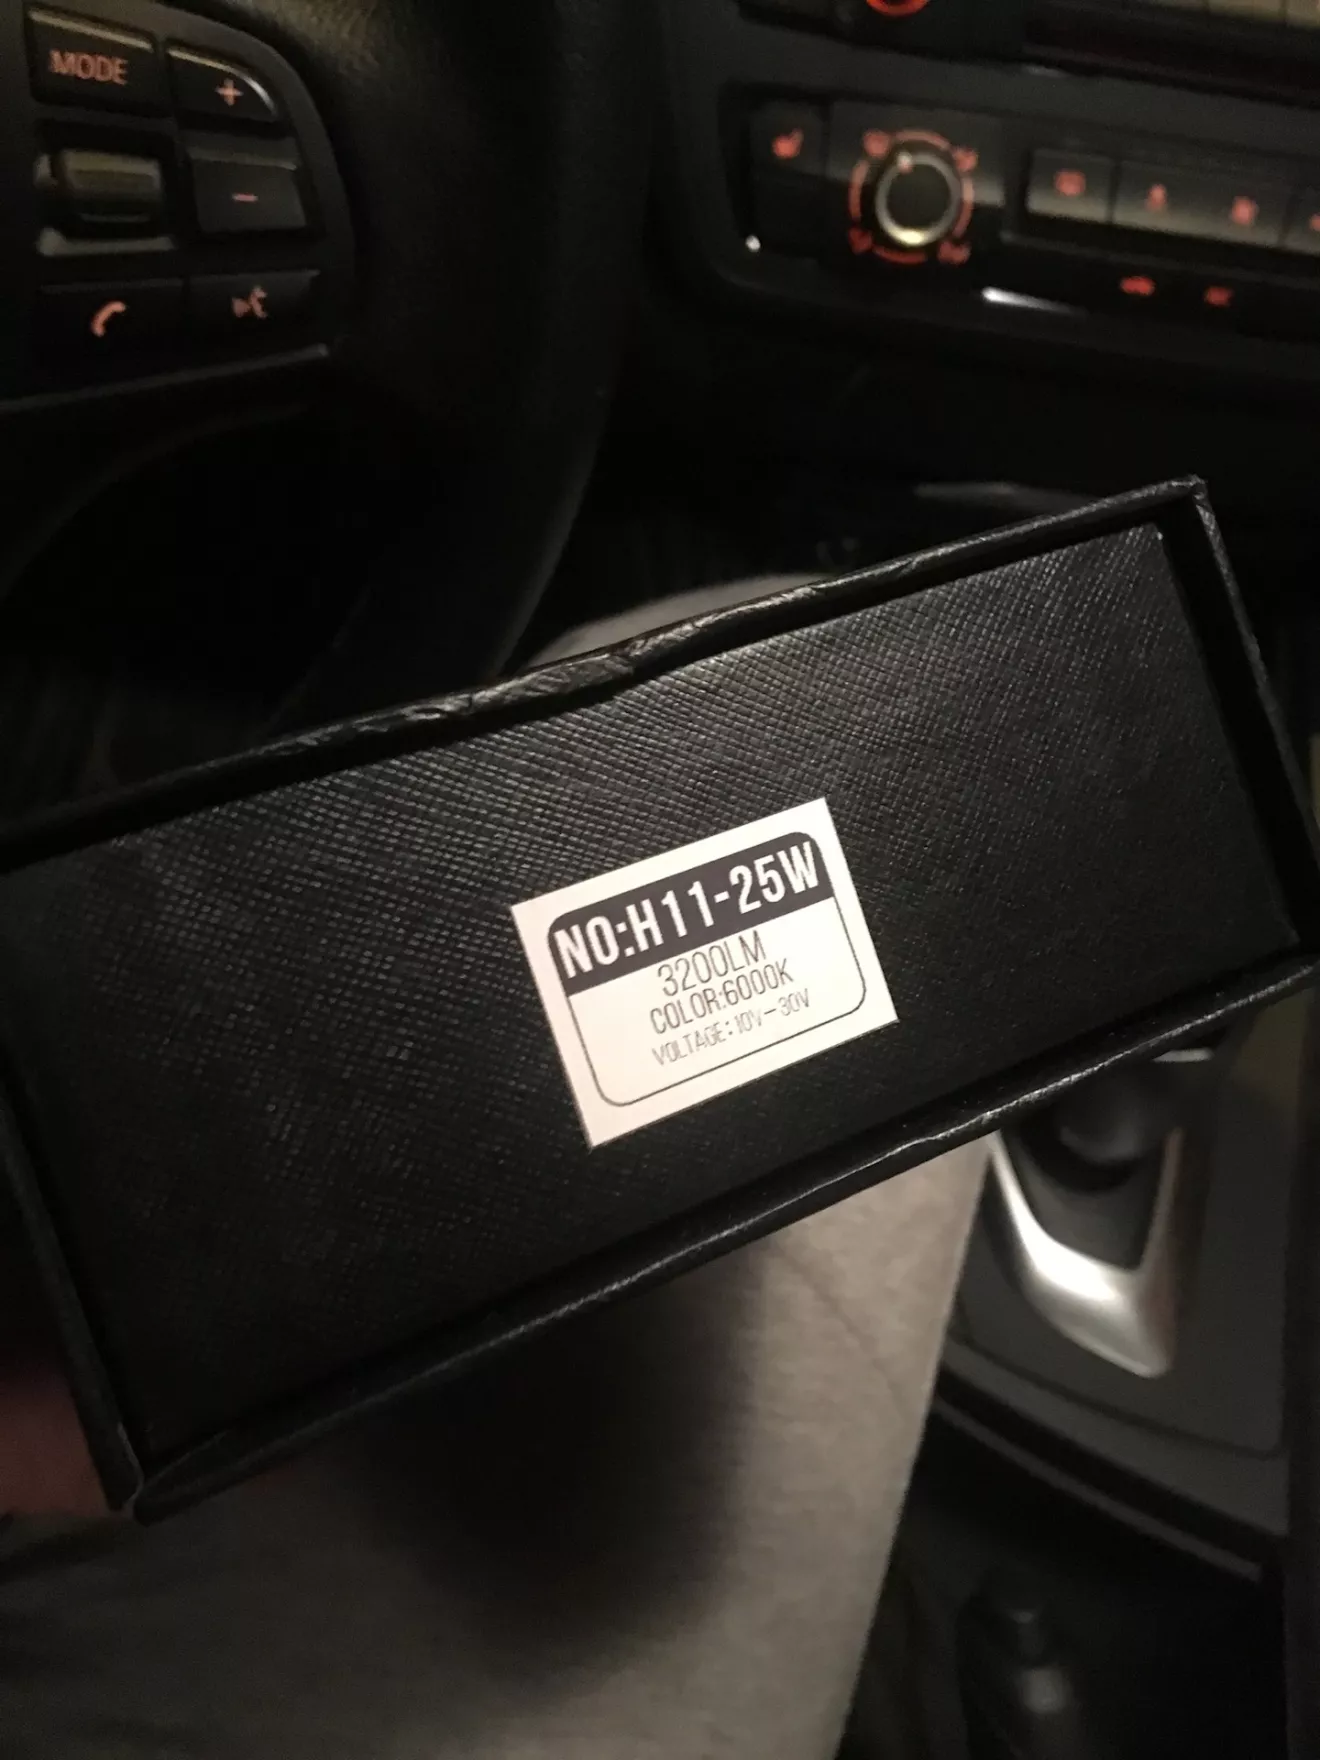 MODE
+
-
NO:H11-25W
3200LM
COLOR:6000K
VOLTAGE:10V-30V